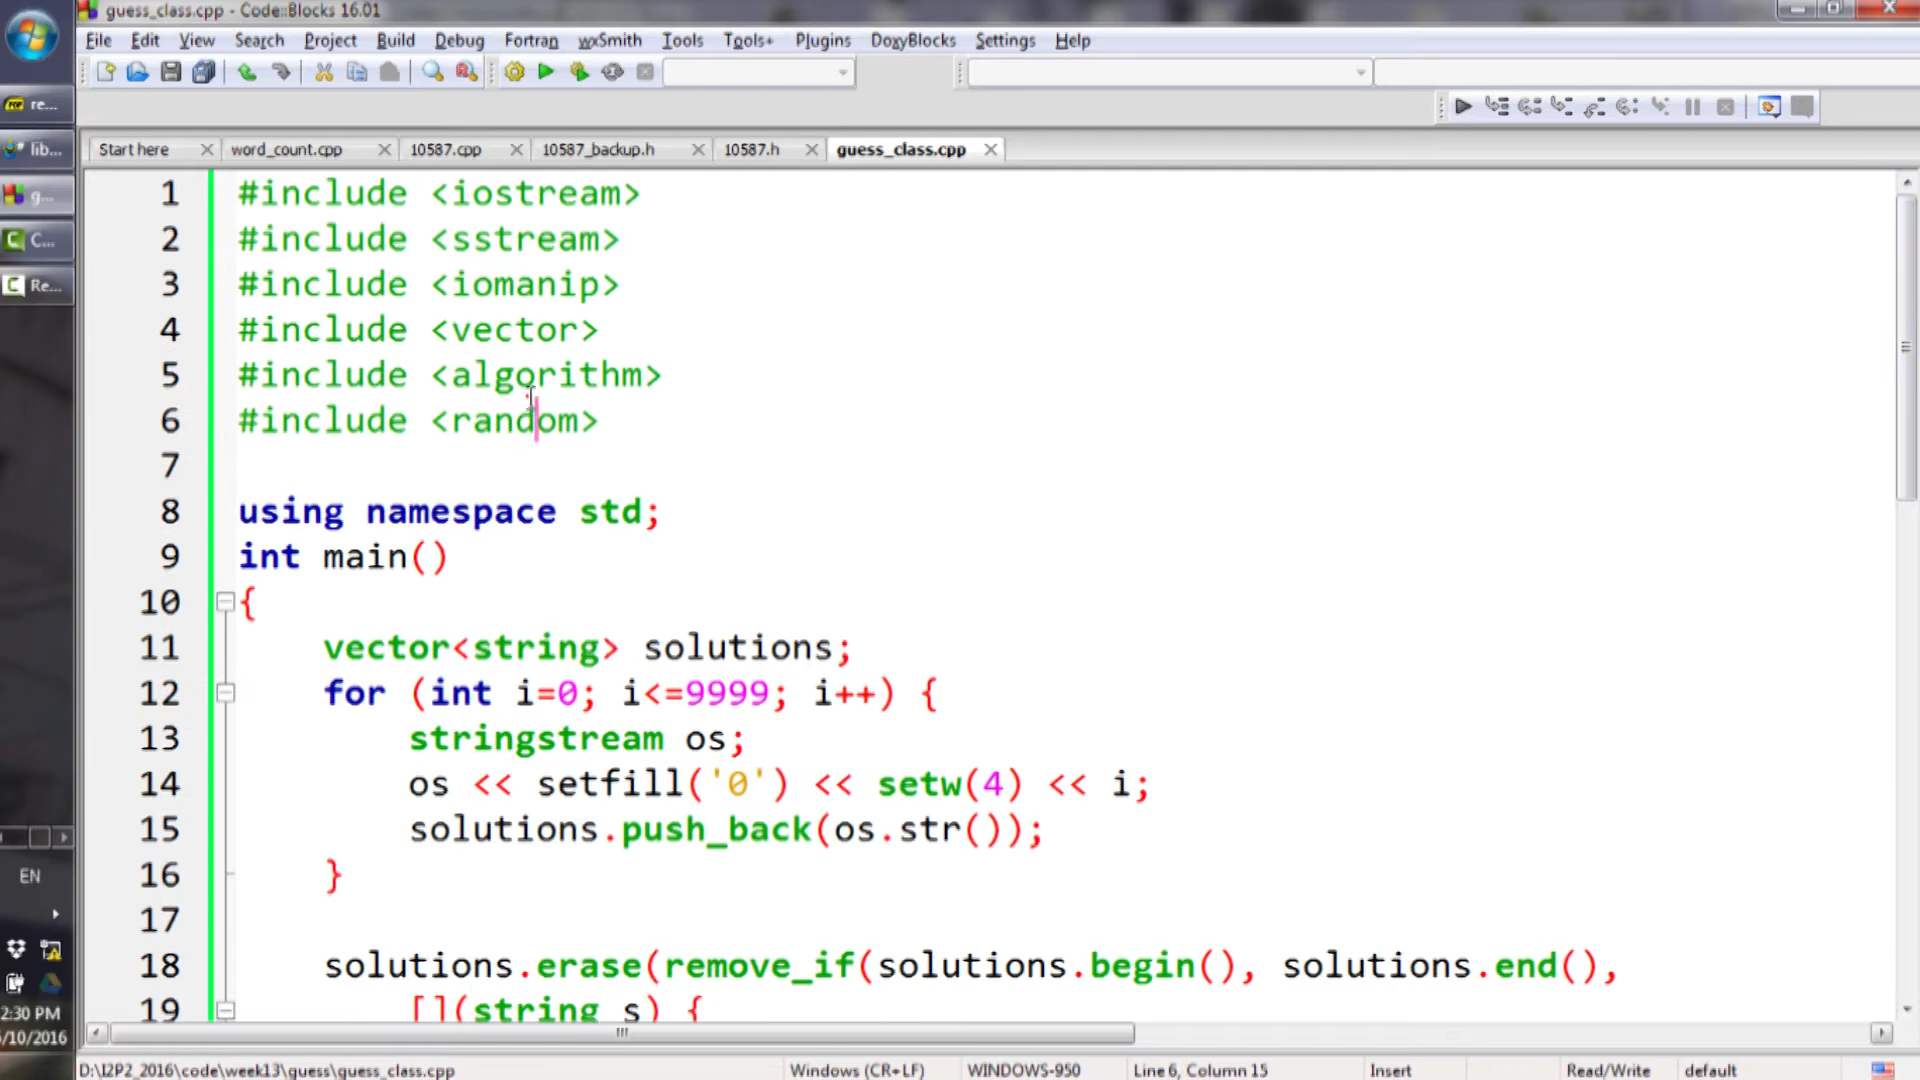 guess_class.cpp - Code::Blocks 16.01
File Edit View Search Project Build Debug Fortran wxSmith Tools Tools+ Plugins DoxyBlocks Settings Help
re...
lib...
g...
C...
Re...
Start here word_count.cpp 10587.cpp 10587_backup.h 10587.h guess_class.cpp
1 #include <iostream>
2 #include <sstream>
3 #include <iomanip>
4 #include <vector>
5 #include <algorithm>
6 #include <random>
7
8 using namespace std;
9 int main()
10 {
11 vector<string> solutions;
12 for (int i=0; i<=9999; i++) {
13 stringstream os;
14 os << setfill('0') << setw(4) << i;
15 solutions.push_back(os.str());
16 }
17
18 solutions.erase(remove_if(solutions.begin(), solutions.end(),
19 [](string s) {
EN
2:30 PM
/10/2016
D:\I2P2_2016\code\week13\guess\guess_class.cpp Windows (CR+LF) WINDOWS-950 Line 6, Column 15 Insert Read/Write default